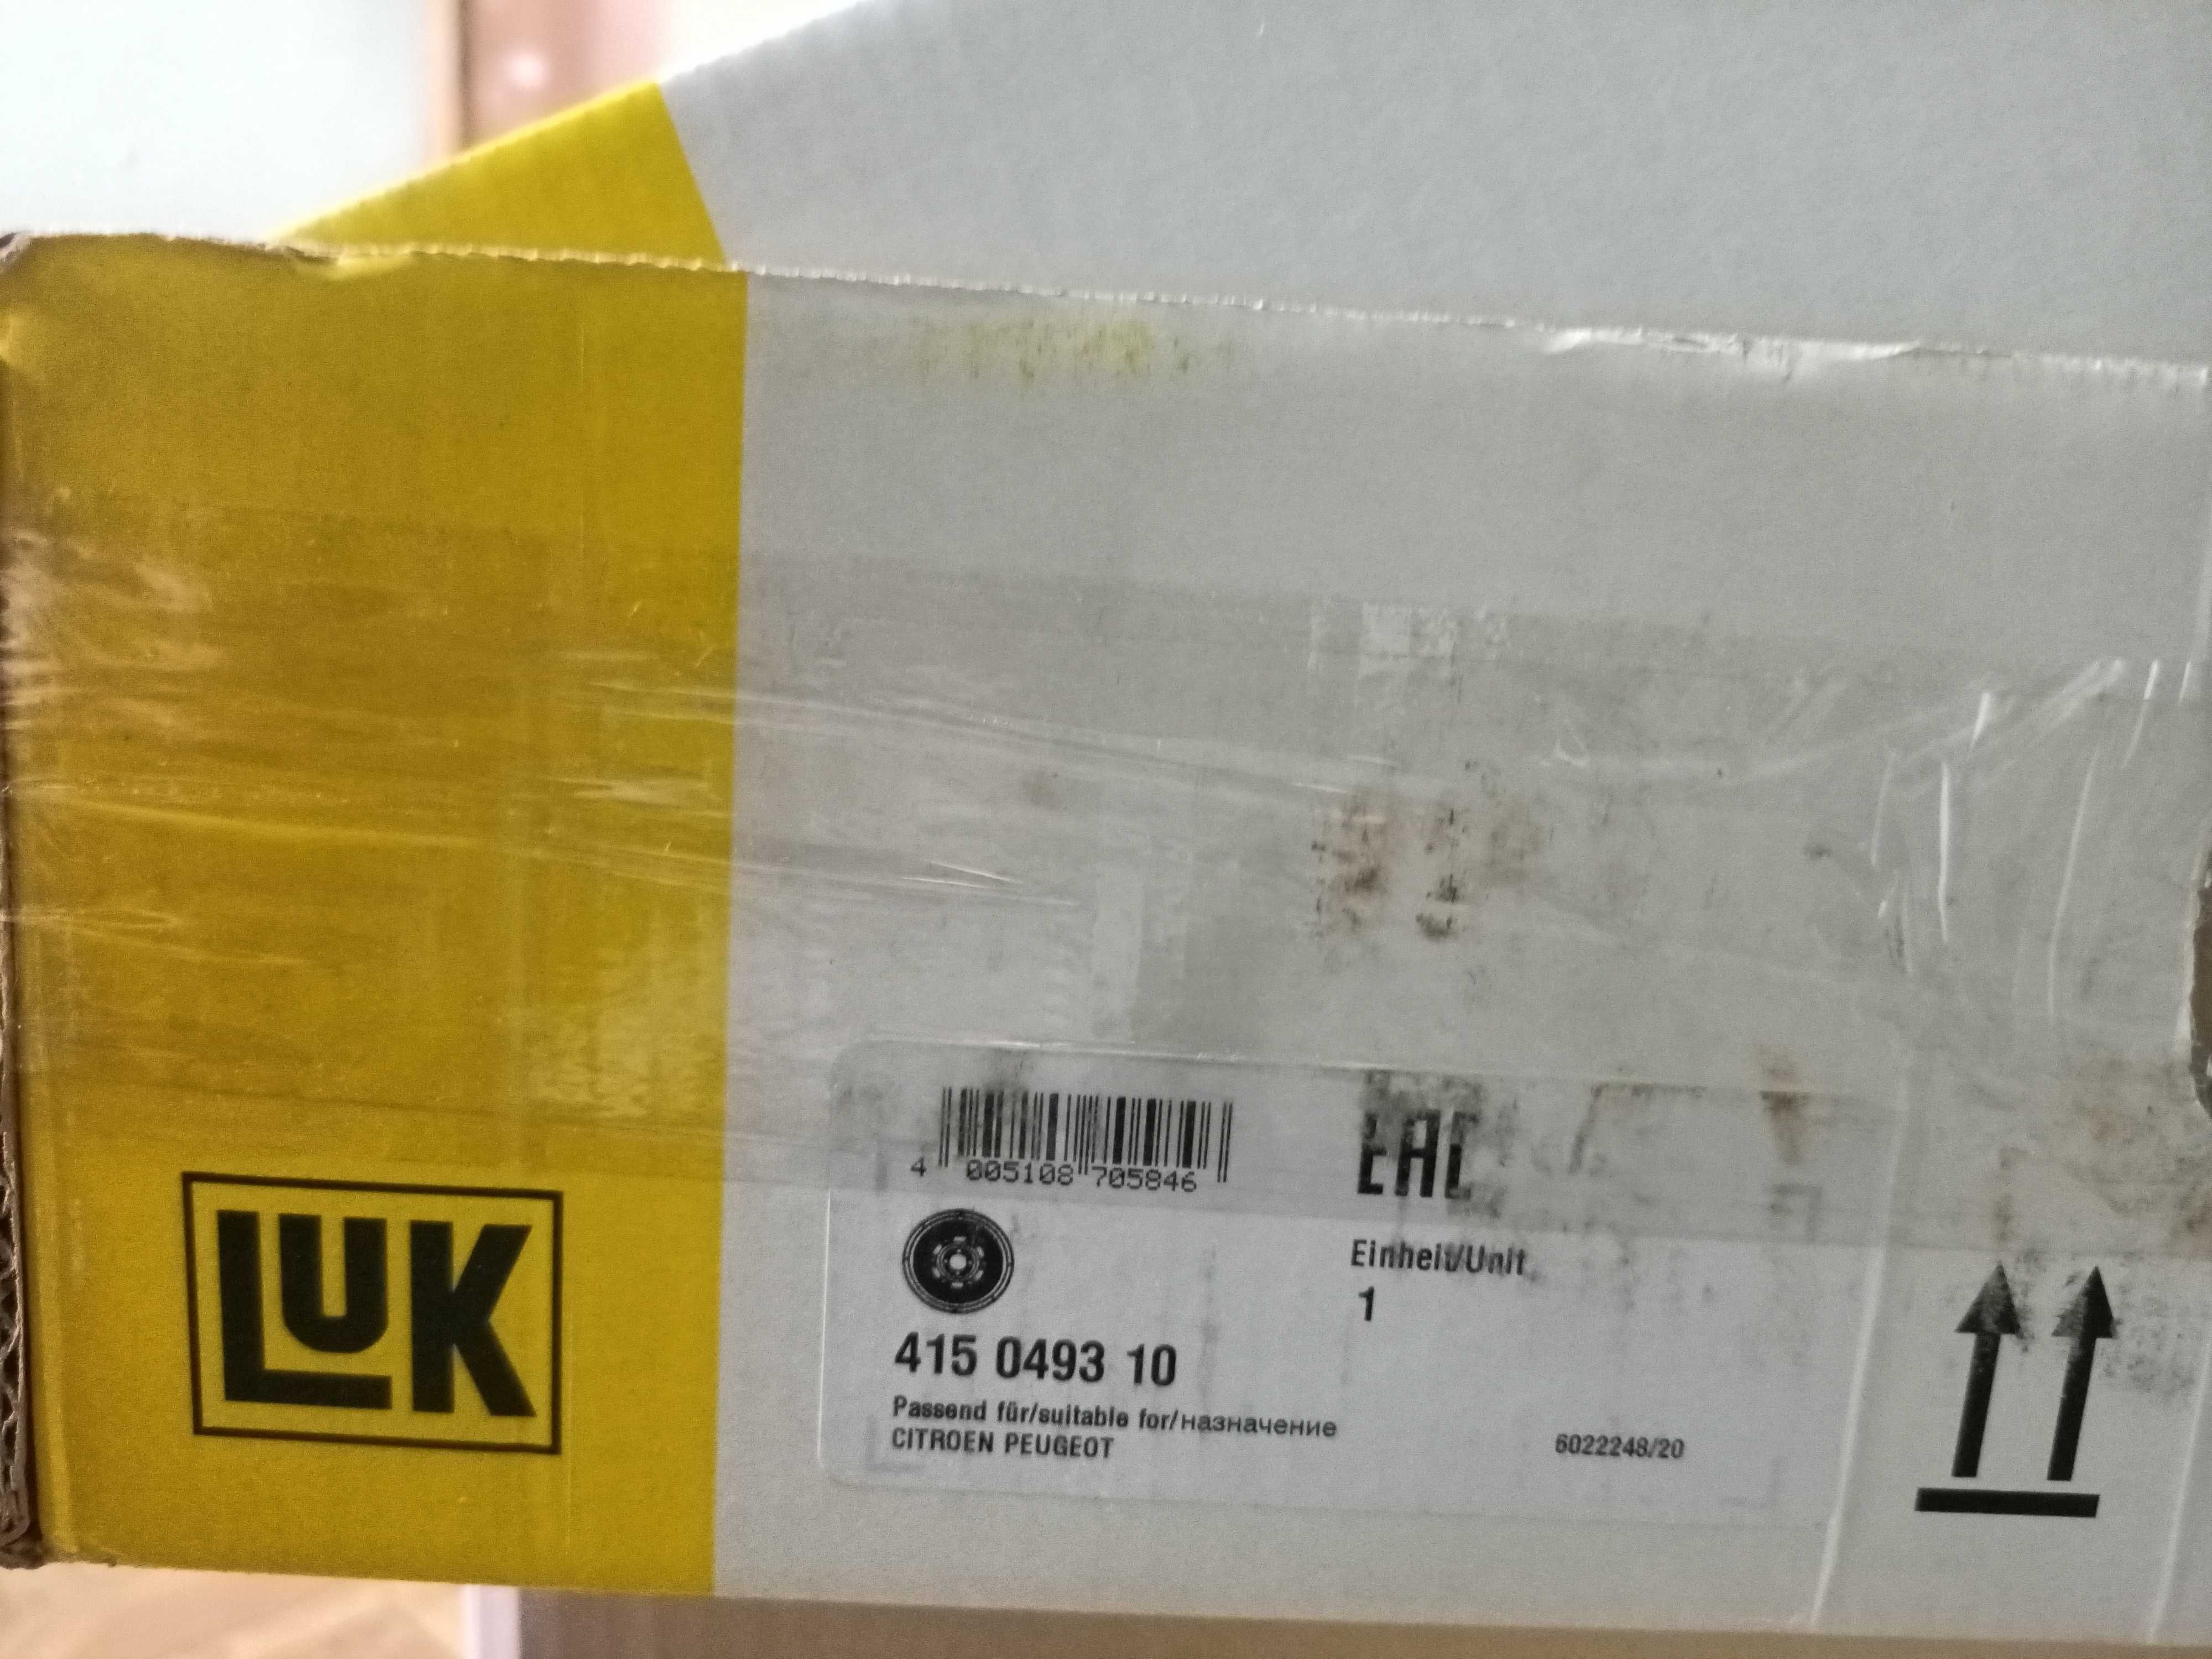 4 005108 705846
EAC
Einheit/Unit
1
415 0493 10
Passend für/suitable for/назначение
CITROEN PEUGEOT
6022248/20
LUK